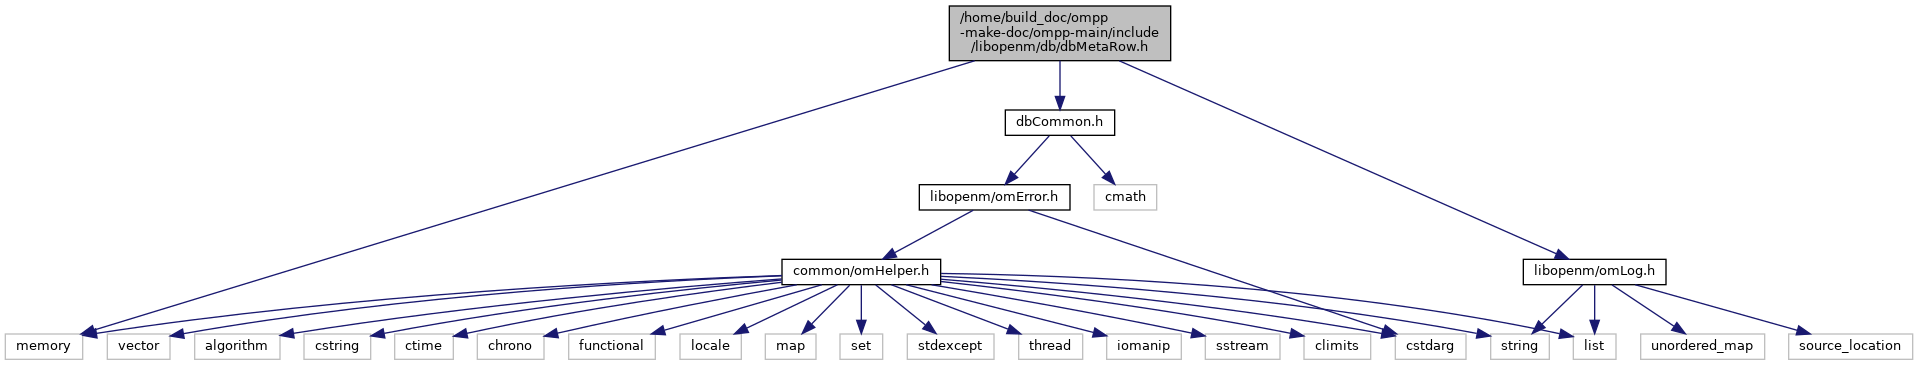 /home/build_doc/ompp
-make-doc/ompp-main/include
/libopenm/db/dbMetaRow.h
dbCommon.h
libopenm/omError.h
cmath
common/omHelper.h
libopenm/omLog.h
memory
vector
algorithm
cstring
ctime
chrono
functional
locale
map
set
stdexcept
thread
iomanip
sstream
climits
cstdarg
string
list
unordered_map
source_location